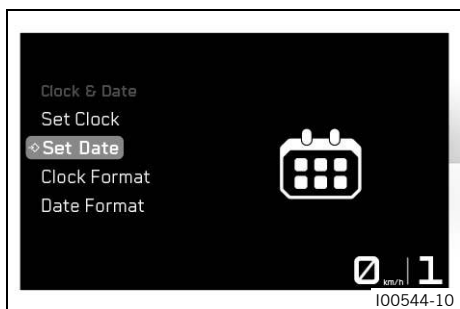 Clock & Date
Set Clock
Set Date
Clock Format
Date Format
0 km/h 1
I00544-10